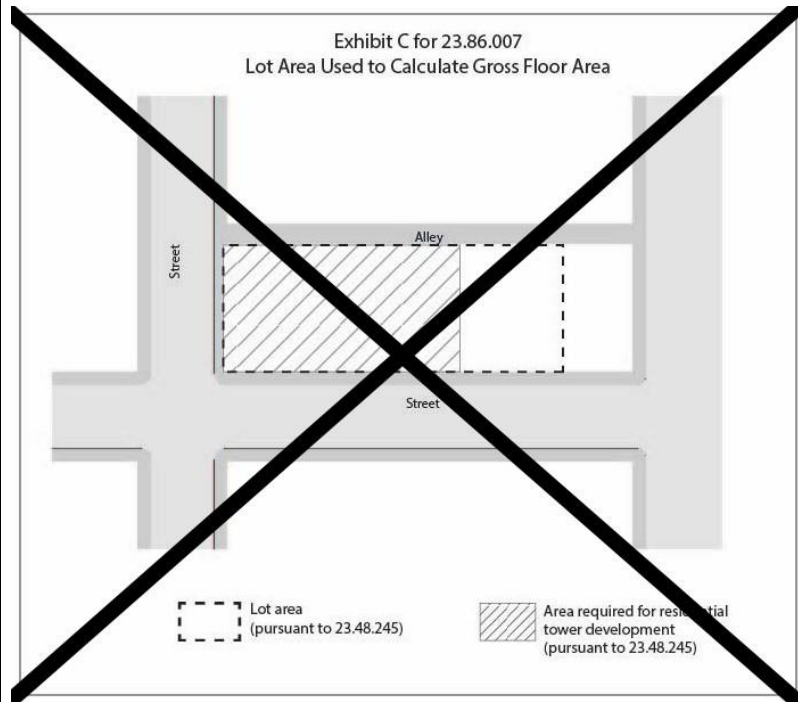 Exhibit C for 23.86.007
Lot Area Used to Calculate Gross Floor Area
Alley
Street
Street
Lot area
(pursuant to 23.48.245)
Area required for residential
tower development
(pursuant to 23.48.245)